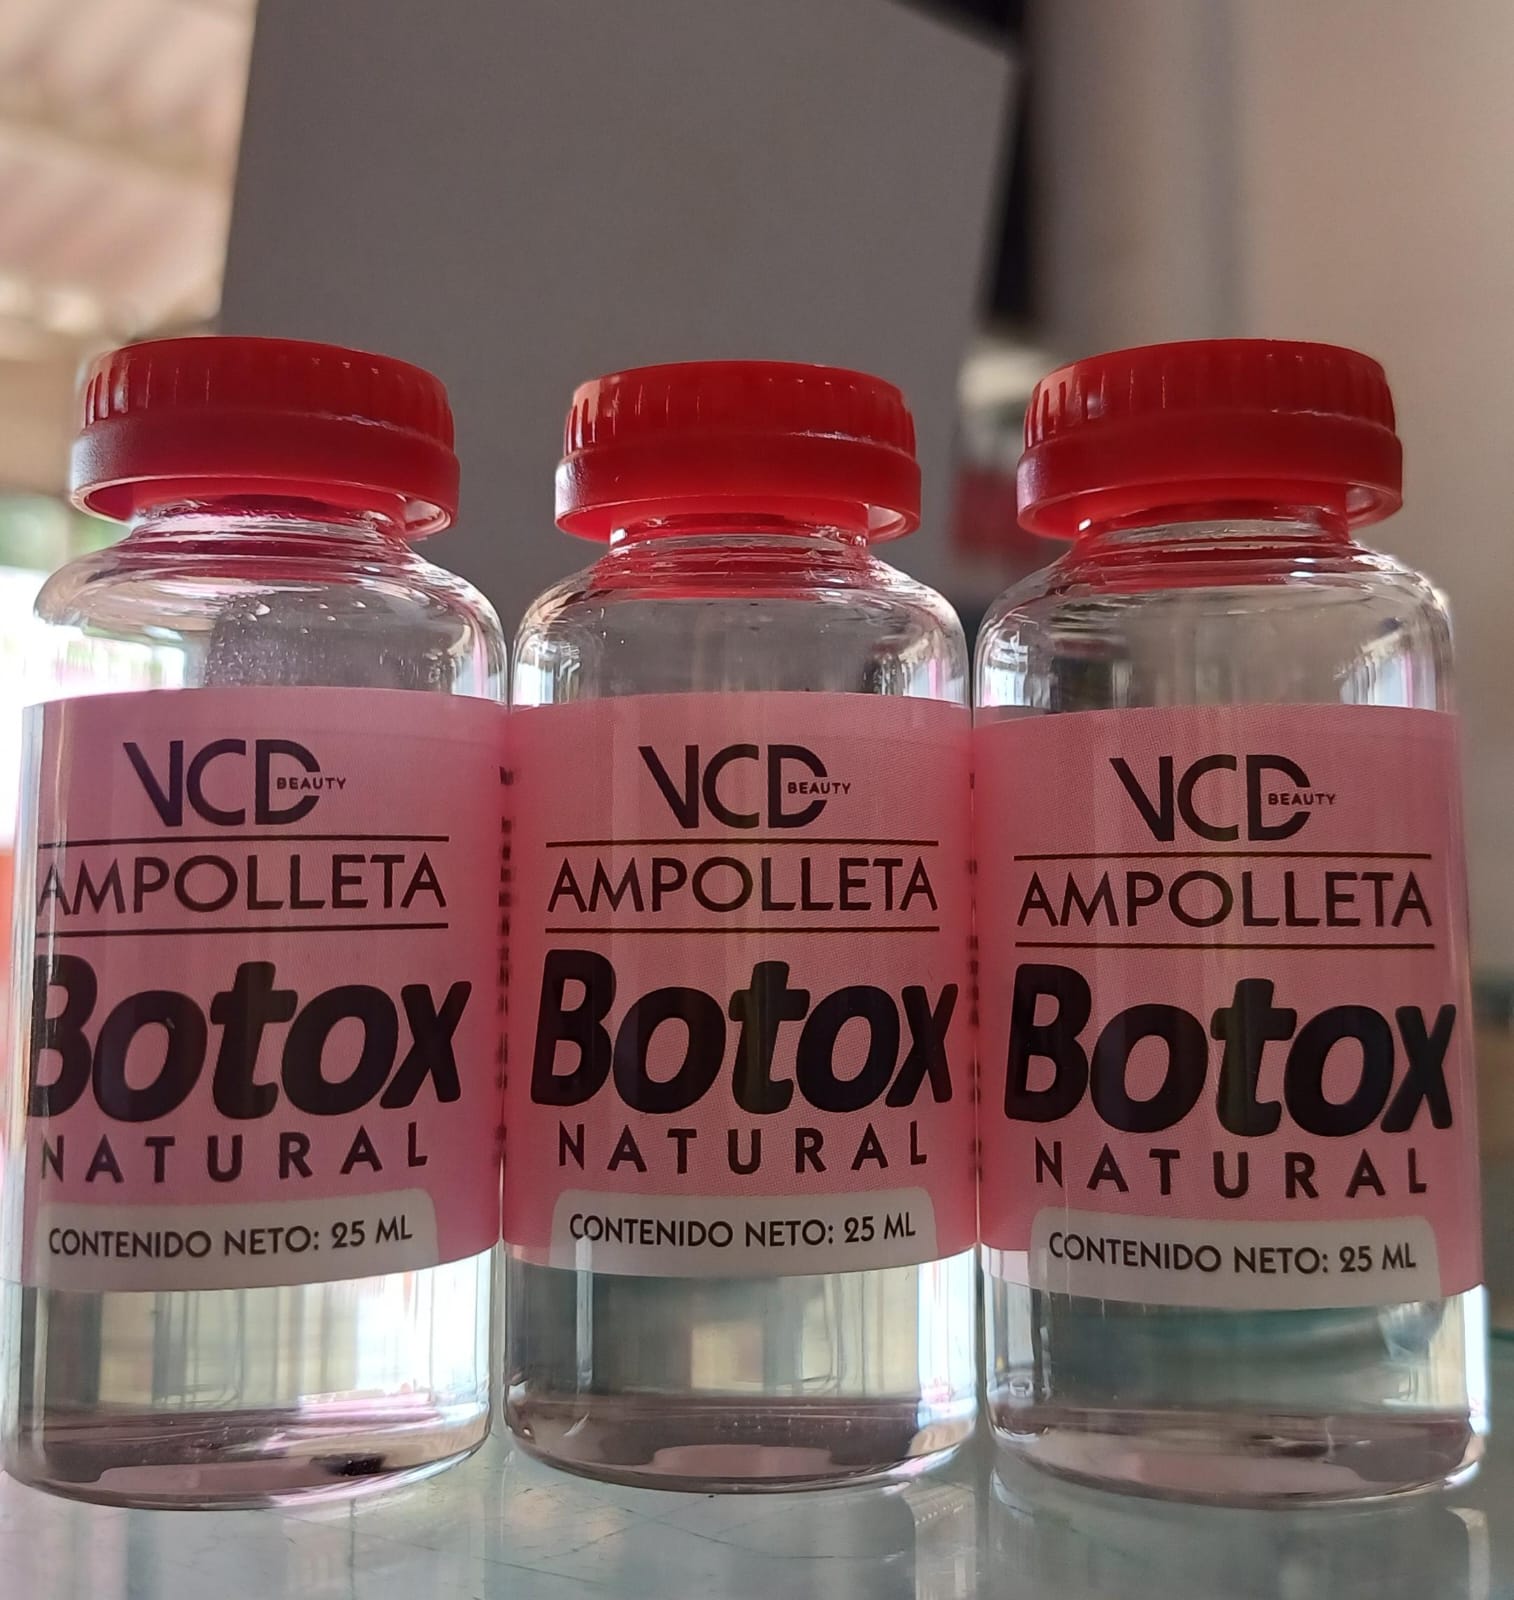 VCD BEAUTY
AMPOLLETA
Botox
NATURAL
CONTENIDO NETO: 25 ML
VCD BEAUTY
AMPOLLETA
Botox
NATURAL
CONTENIDO NETO: 25 ML
VCD BEAUTY
AMPOLLETA
Botox
NATURAL
CONTENIDO NETO: 25 ML